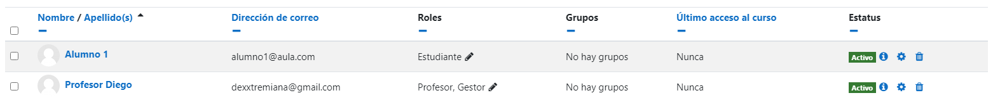 Nombre / Apellido(s) Dirección de correo Roles Grupos Último acceso al curso Estatus
Alumno 1 alumno1@aula.com Estudiante No hay grupos Nunca Activo
Profesor Diego dexxtremiana@gmail.com Profesor, Gestor No hay grupos Nunca Activo